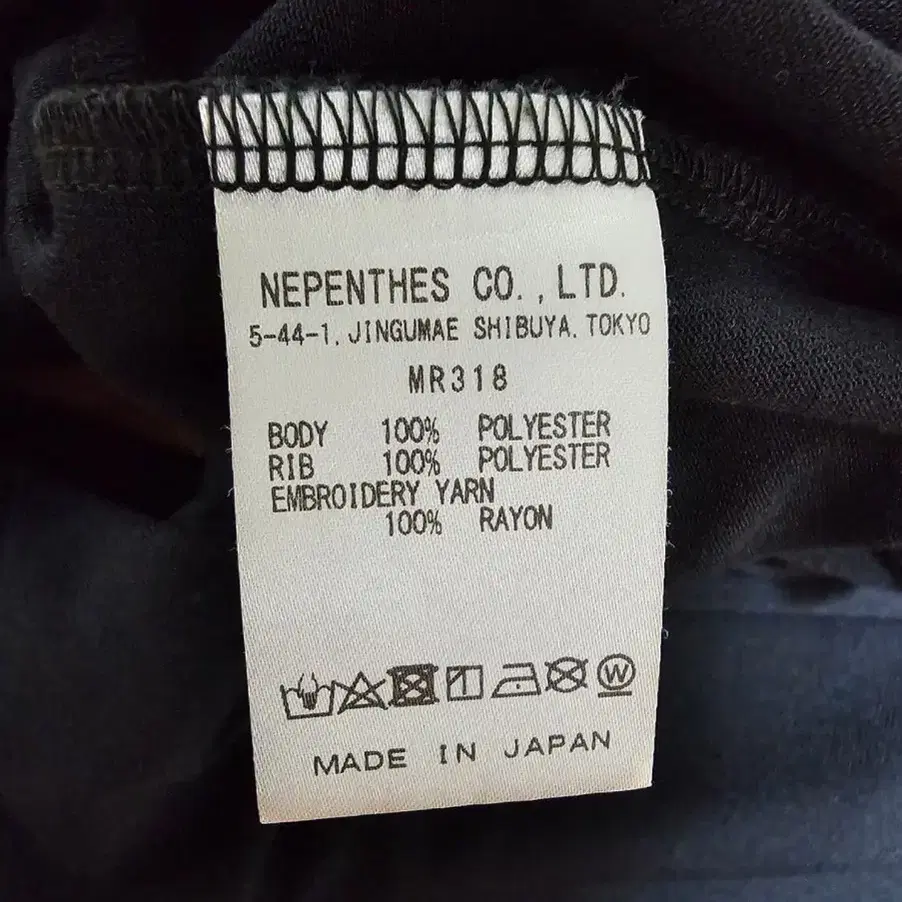 NEPENTHES CO., LTD.
5-44-1, JINGUMAE SHIBUYA, TOKYO
MR318
BODY 100% POLYESTER
RIB 100% POLYESTER
EMBROIDERY YARN
100% RAYON
W
MADE IN JAPAN